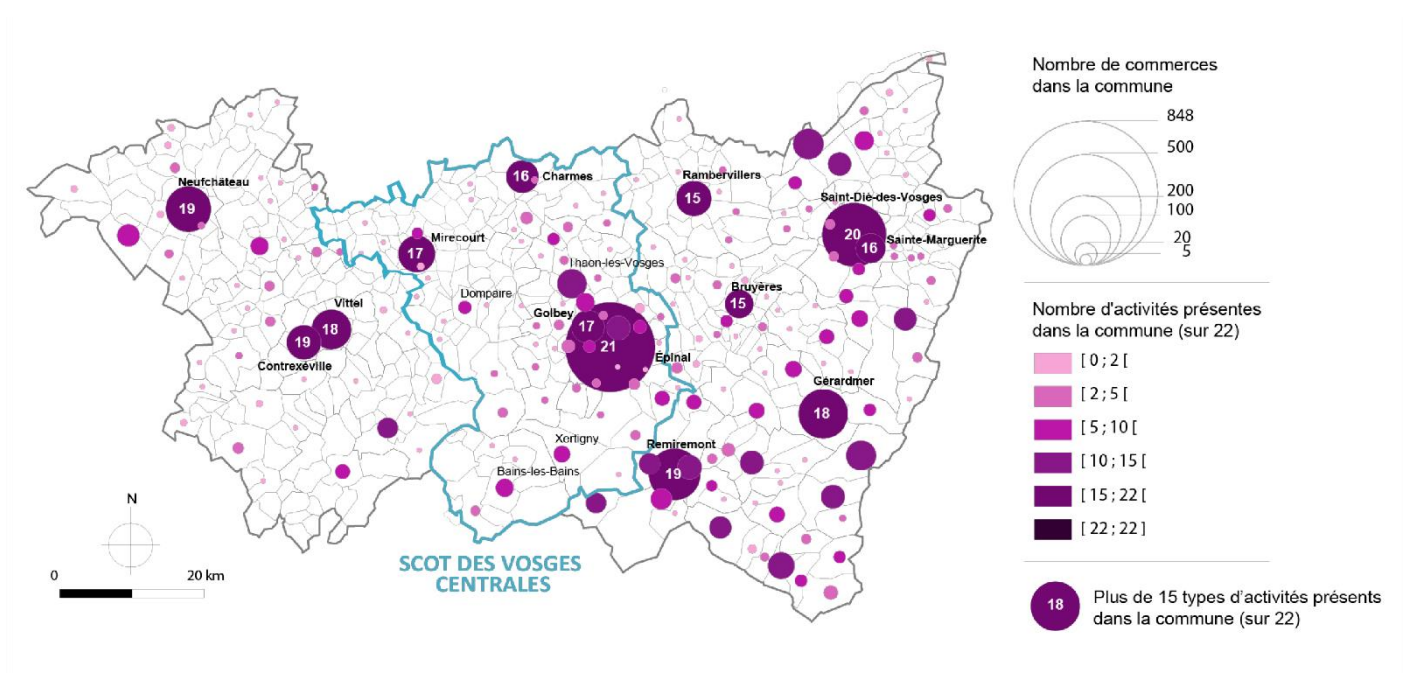 Neufchâteau
19
Vittel
18
19
Contrexéville
16 Charmes
Mirecourt
17
Dompaire
Thaon-les-Vosges
Golbey
17
21
Épinal
Xertigny
Bains-les-Bains
Rambervillers
15
Bruyères
15
Saint-Dié-des-Vosges
20
16 Sainte-Marguerite
Gérardmer
18
Remiremont
19
SCOT DES VOSGES
CENTRALES
N
0 20 km
Nombre de commerces
dans la commune
848
500
200
100
20
5
Nombre d'activités présentes
dans la commune (sur 22)
[ 0 ; 2 [
[ 2 ; 5 [
[ 5 ; 10 [
[ 10 ; 15 [
[ 15 ; 22 [
[ 22 ; 22 ]
18
Plus de 15 types d’activités présents
dans la commune (sur 22)